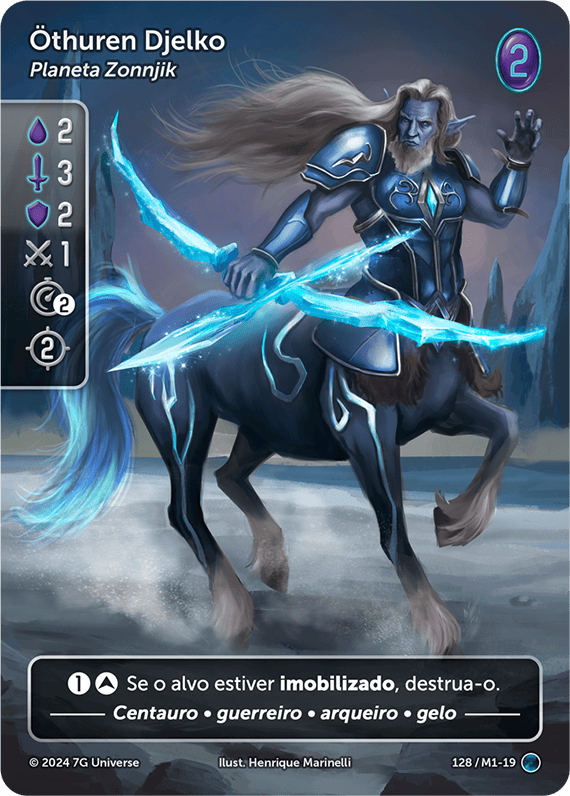 Öthuren Djelko
Planeta Zonnjik
2
2
3
2
1
2
2
1 Se o alvo estiver imobilizado, destrua-o.
Centauro • guerreiro • arqueiro • gelo
© 2024 7G Universe
Ilust. Henrique Marinelli
128 / M1-19